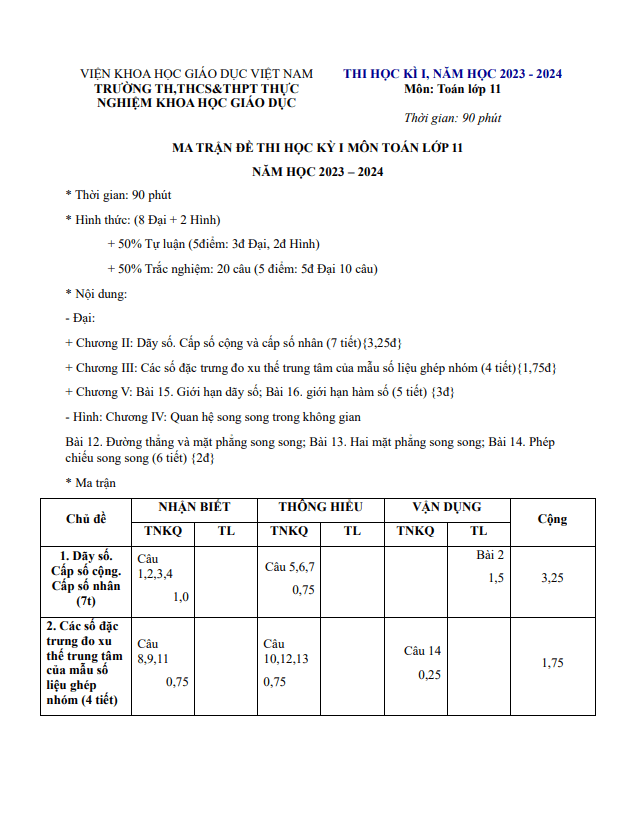 VIỆN KHOA HỌC GIÁO DỤC VIỆT NAM
TRƯỜNG TH,THCS&THPT THỰC
NGHIỆM KHOA HỌC GIÁO DỤC
THI HỌC KÌ I, NĂM HỌC 2023 - 2024
Môn: Toán lớp 11
Thời gian: 90 phút
MA TRẬN ĐỀ THI HỌC KỲ I MÔN TOÁN LỚP 11
NĂM HỌC 2023 – 2024
* Thời gian: 90 phút
* Hình thức: (8 Đại + 2 Hình)
+ 50% Tự luận (5điểm: 3đ Đại, 2đ Hình)
+ 50% Trắc nghiệm: 20 câu (5 điểm: 5đ Đại 10 câu)
* Nội dung:
- Đại:
+ Chương II: Dãy số. Cấp số cộng và cấp số nhân (7 tiết){3,25đ}
+ Chương III: Các số đặc trưng đo xu thế trung tâm của mẫu số liệu ghép nhóm (4 tiết){1,75đ}
+ Chương V: Bài 15. Giới hạn dãy số; Bài 16. giới hạn hàm số (5 tiết) {3đ}
- Hình: Chương IV: Quan hệ song song trong không gian
Bài 12. Đường thẳng và mặt phẳng song song; Bài 13. Hai mặt phẳng song song; Bài 14. Phép
chiếu song song (6 tiết) {2đ}
* Ma trận
Chủ đề
NHẬN BIẾT
THÔNG HIỂU
VẬN DỤNG
Cộng
TNKQ
TL
TNKQ
TL
TNKQ
TL
1. Dãy số.
Cấp số cộng.
Cấp số nhân
(7t)
Câu
1,2,3,4
1,0
Câu 5,6,7
0,75
Bài 2
1,5
3,25
2. Các số đặc
trưng đo xu
thế trung tâm
của mẫu số
liệu ghép
nhóm (4 tiết)
Câu
8,9,11
0,75
Câu
10,12,13
0,75
Câu 14
0,25
1,75